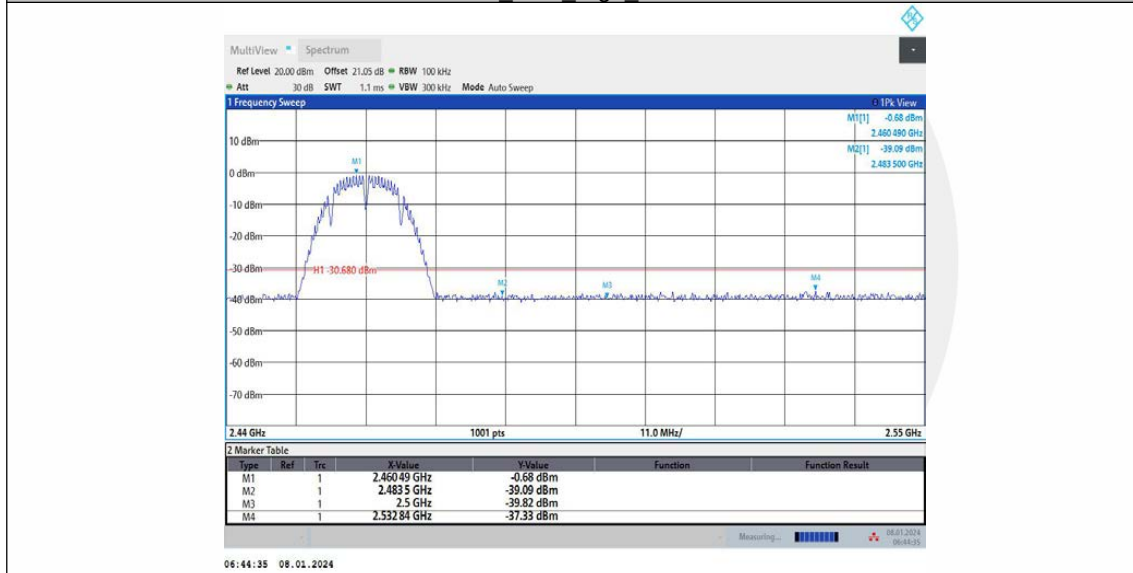 MultiView Spectrum
Ref Level 20.00 dBm Offset 21.05 dB RBW 100 kHz
Att 30 dB SWT 1.1 ms VBW 300 kHz Mode Auto Sweep
1 Frequency Sweep 1Pk View
M1[1] -0.68 dBm
2.460 490 GHz
M2[1] -39.09 dBm
2.483 500 GHz
10 dBm
M1
0 dBm
-10 dBm
-20 dBm
-30 dBm
H1 -30.680 dBm
M2 M3 M4
-40 dBm
-50 dBm
-60 dBm
-70 dBm
2.44 GHz 1001 pts 11.0 MHz/ 2.55 GHz
2 Marker Table
Type Ref Trc X-Value Y-Value Function Function Result
M1 1 2.460 49 GHz -0.68 dBm
M2 1 2.483 5 GHz -39.09 dBm
M3 1 2.5 GHz -39.82 dBm
M4 1 2.532 84 GHz -37.33 dBm
Measuring... 08.01.2024
06:44:35
06:44:35 08.01.2024